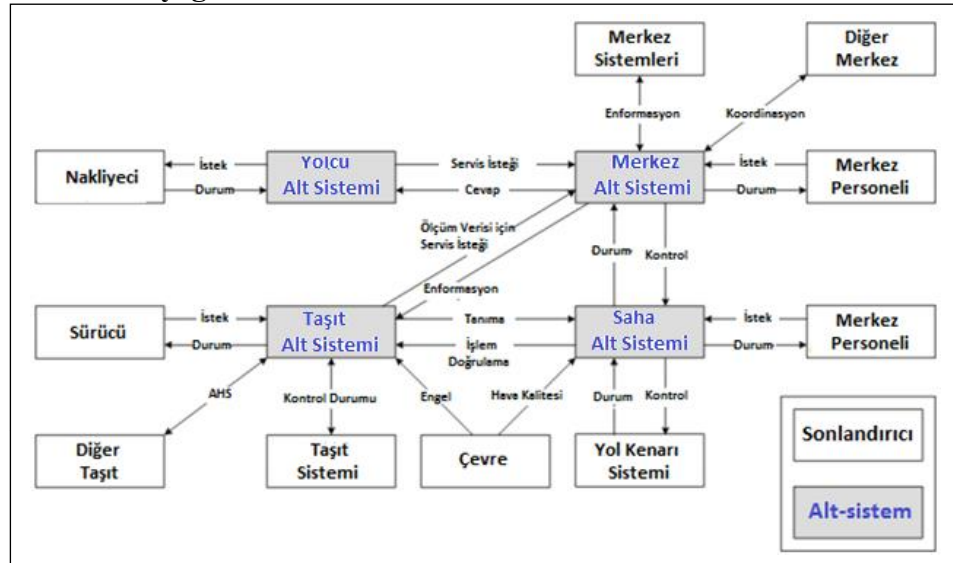 Merkez
Sistemleri
Diğer
Merkez
Enformasyon
Koordinasyon
Nakliyeci
İstek
Durum
Yolcu
Alt Sistemi
Servis İsteği
Cevap
Merkez
Alt Sistemi
İstek
Durum
Merkez
Personeli
Ölçüm Verisi için
Servis İsteği
Enformasyon
Durum
Kontrol
Sürücü
İstek
Durum
Taşıt
Alt Sistemi
Tanıma
İşlem
Doğrulama
Saha
Alt Sistemi
İstek
Durum
Merkez
Personeli
AHS
Kontrol Durumu
Engel
Hava Kalitesi
Durum
Kontrol
Diğer
Taşıt
Taşıt
Sistemi
Çevre
Yol Kenarı
Sistemi
Sonlandırıcı
Alt-sistem